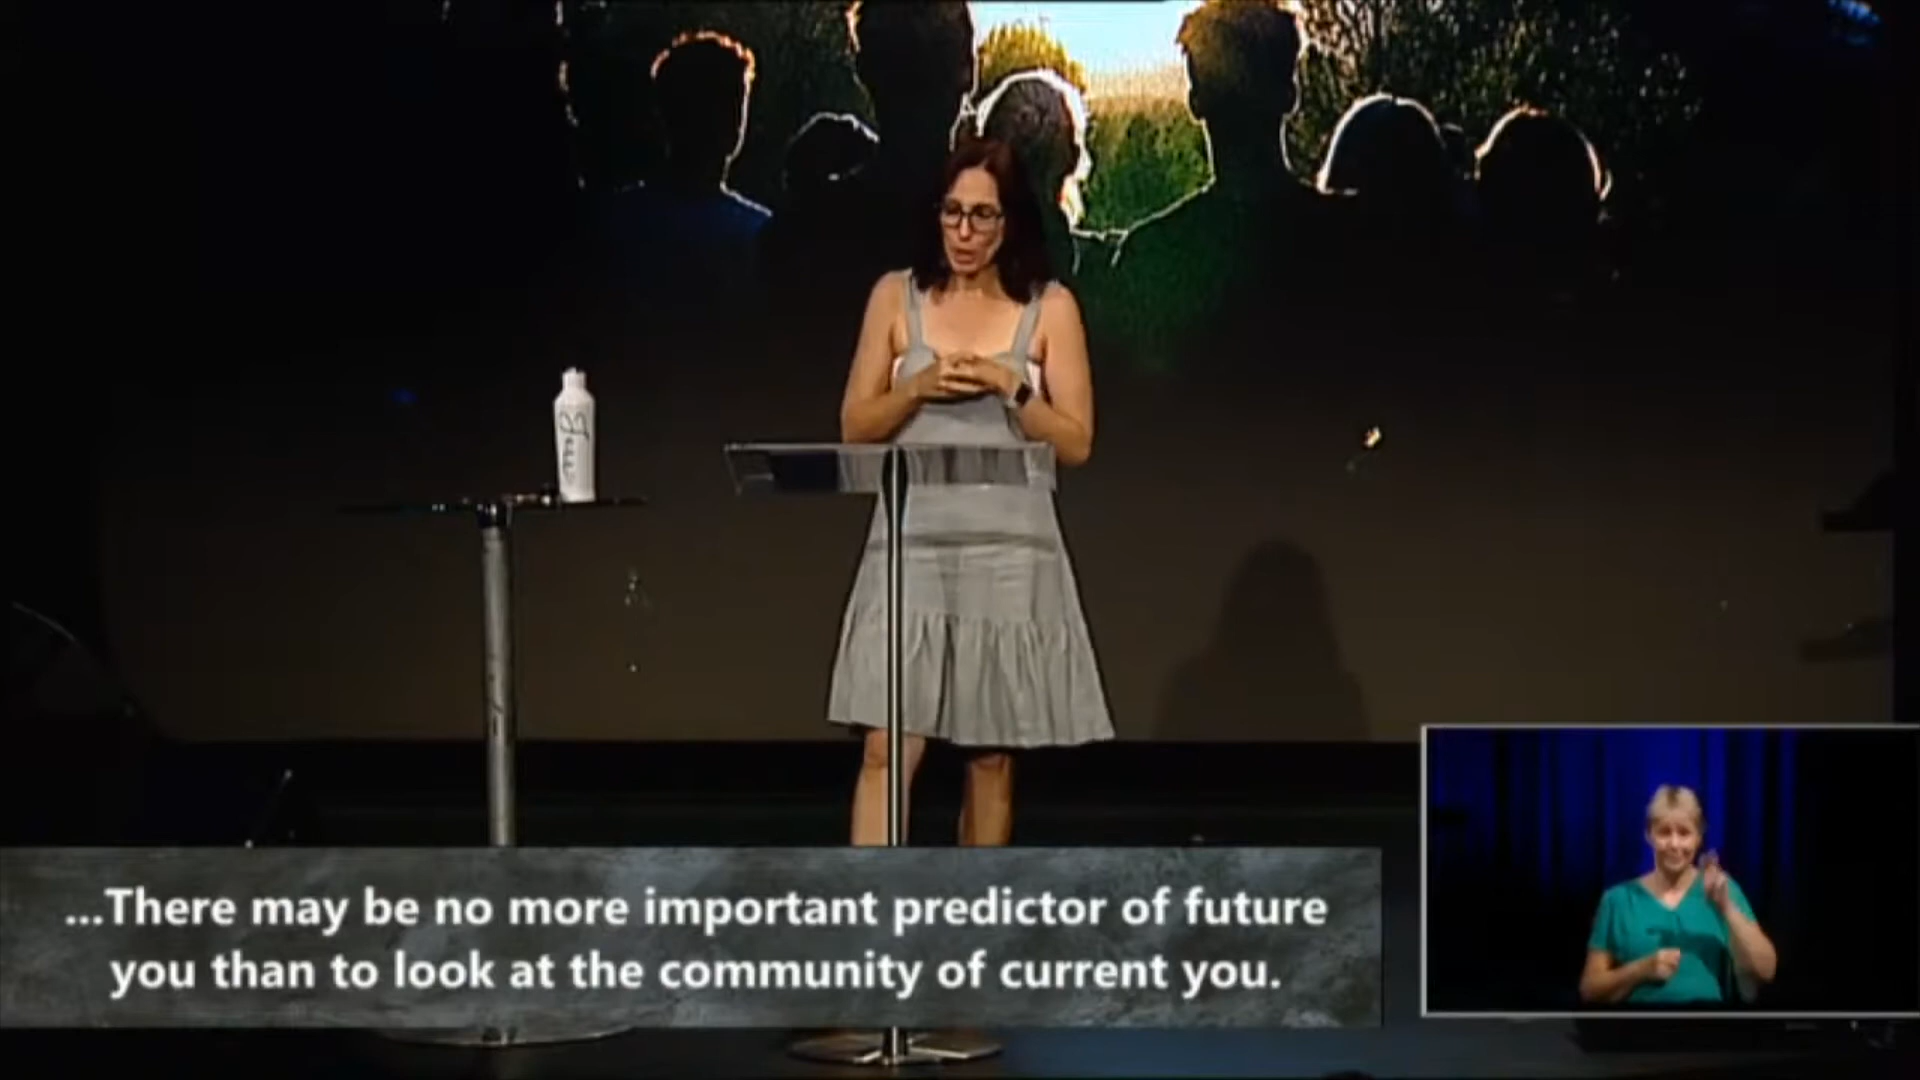 ...There may be no more important predictor of future
you than to look at the community of current you.